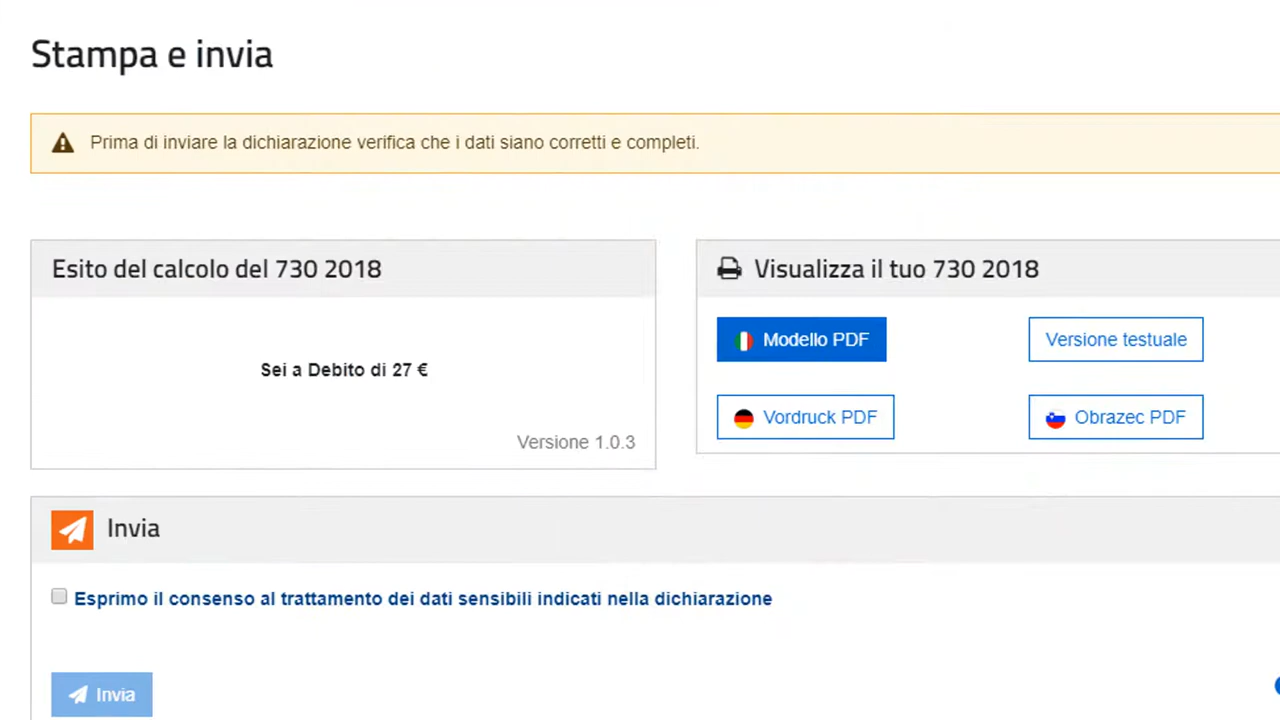 Stampa e invia
Prima di inviare la dichiarazione verifica che i dati siano corretti e completi.
Esito del calcolo del 730 2018
Sei a Debito di 27 €
Versione 1.0.3
Visualizza il tuo 730 2018
Modello PDF
Versione testuale
Vordruck PDF
Obrazec PDF
Invia
Esprimo il consenso al trattamento dei dati sensibili indicati nella dichiarazione
Invia